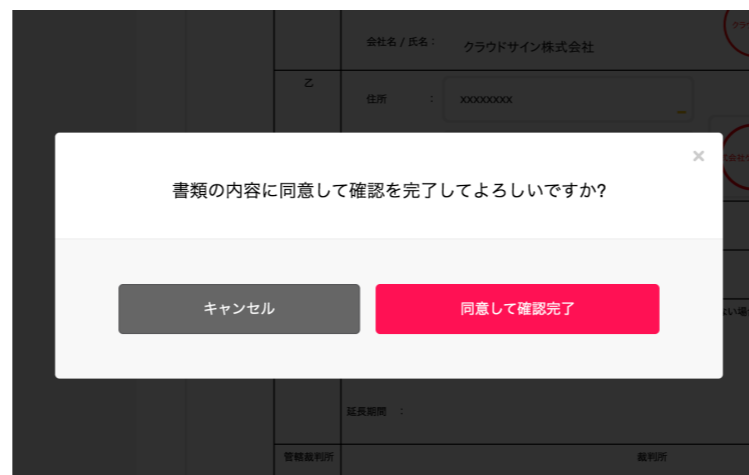 会社名 / 氏名 :
クラウドサイン株式会社
乙
住所 :
xxxxxxxx
×
書類の内容に同意して確認を完了してよろしいですか?
キャンセル
同意して確認完了
延長期間 :
管轄裁判所
裁判所